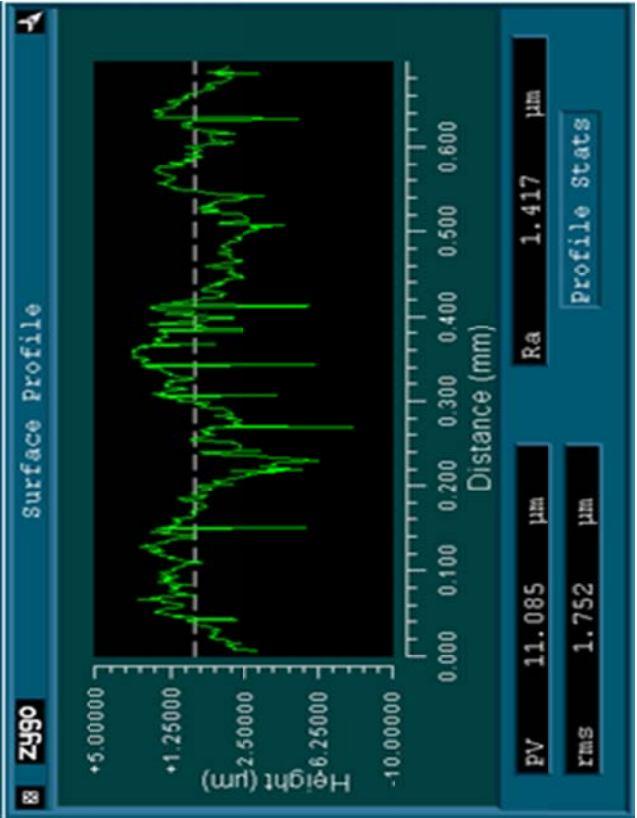 zygo
Surface Profile
+5.00000
+1.25000
-2.50000
-6.25000
-10.00000
Height (µm)
0.000
0.100
0.200
0.300
0.400
0.500
0.600
Distance (mm)
PV 11.085 µm
Ra 1.417 µm
rms 1.752 µm
Profile Stats